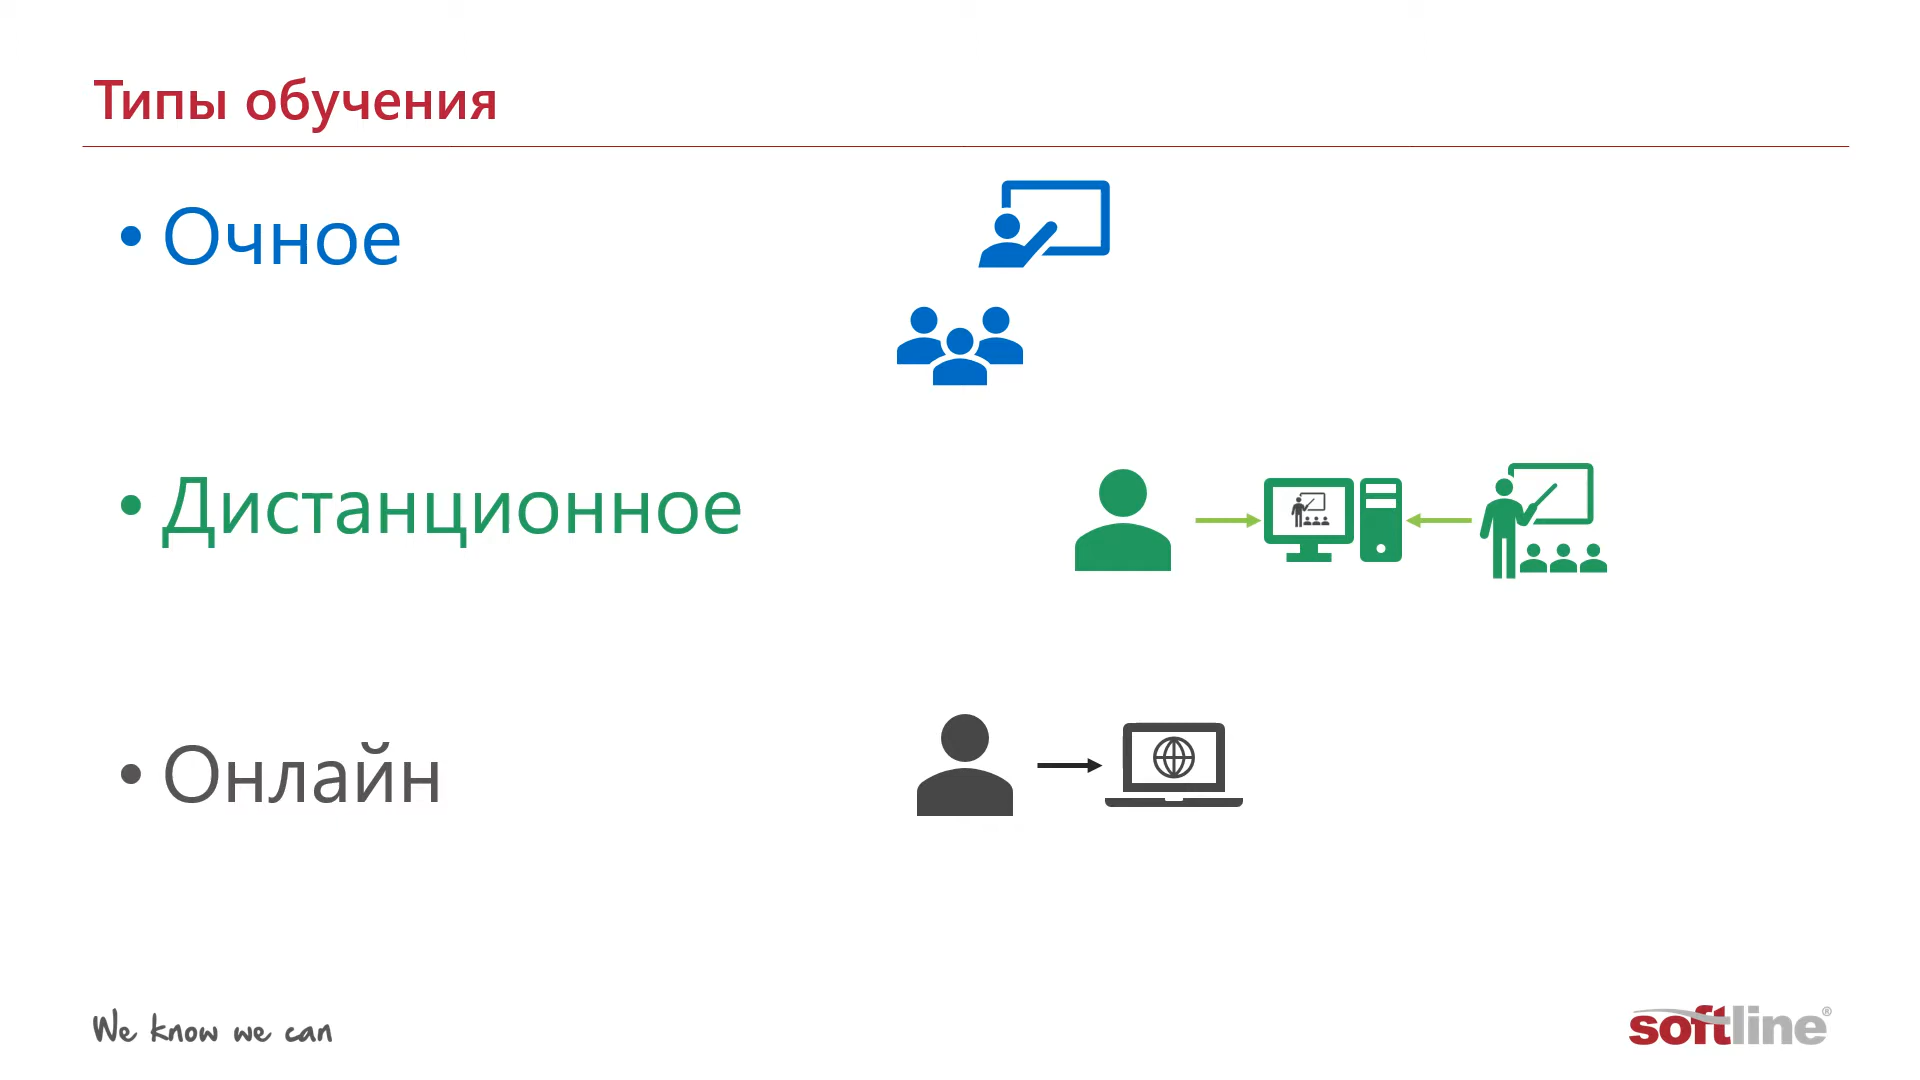 Типы обучения
• Очное
• Дистанционное
• Онлайн
We know we can
softline®